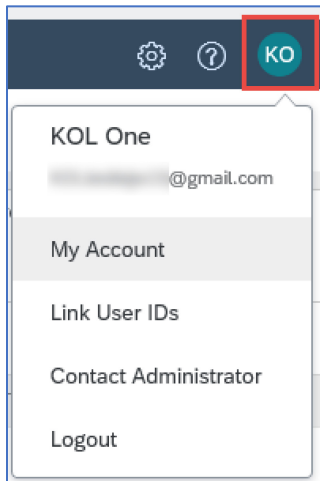 KO
KOL One
@gmail.com
My Account
Link User IDs
Contact Administrator
Logout